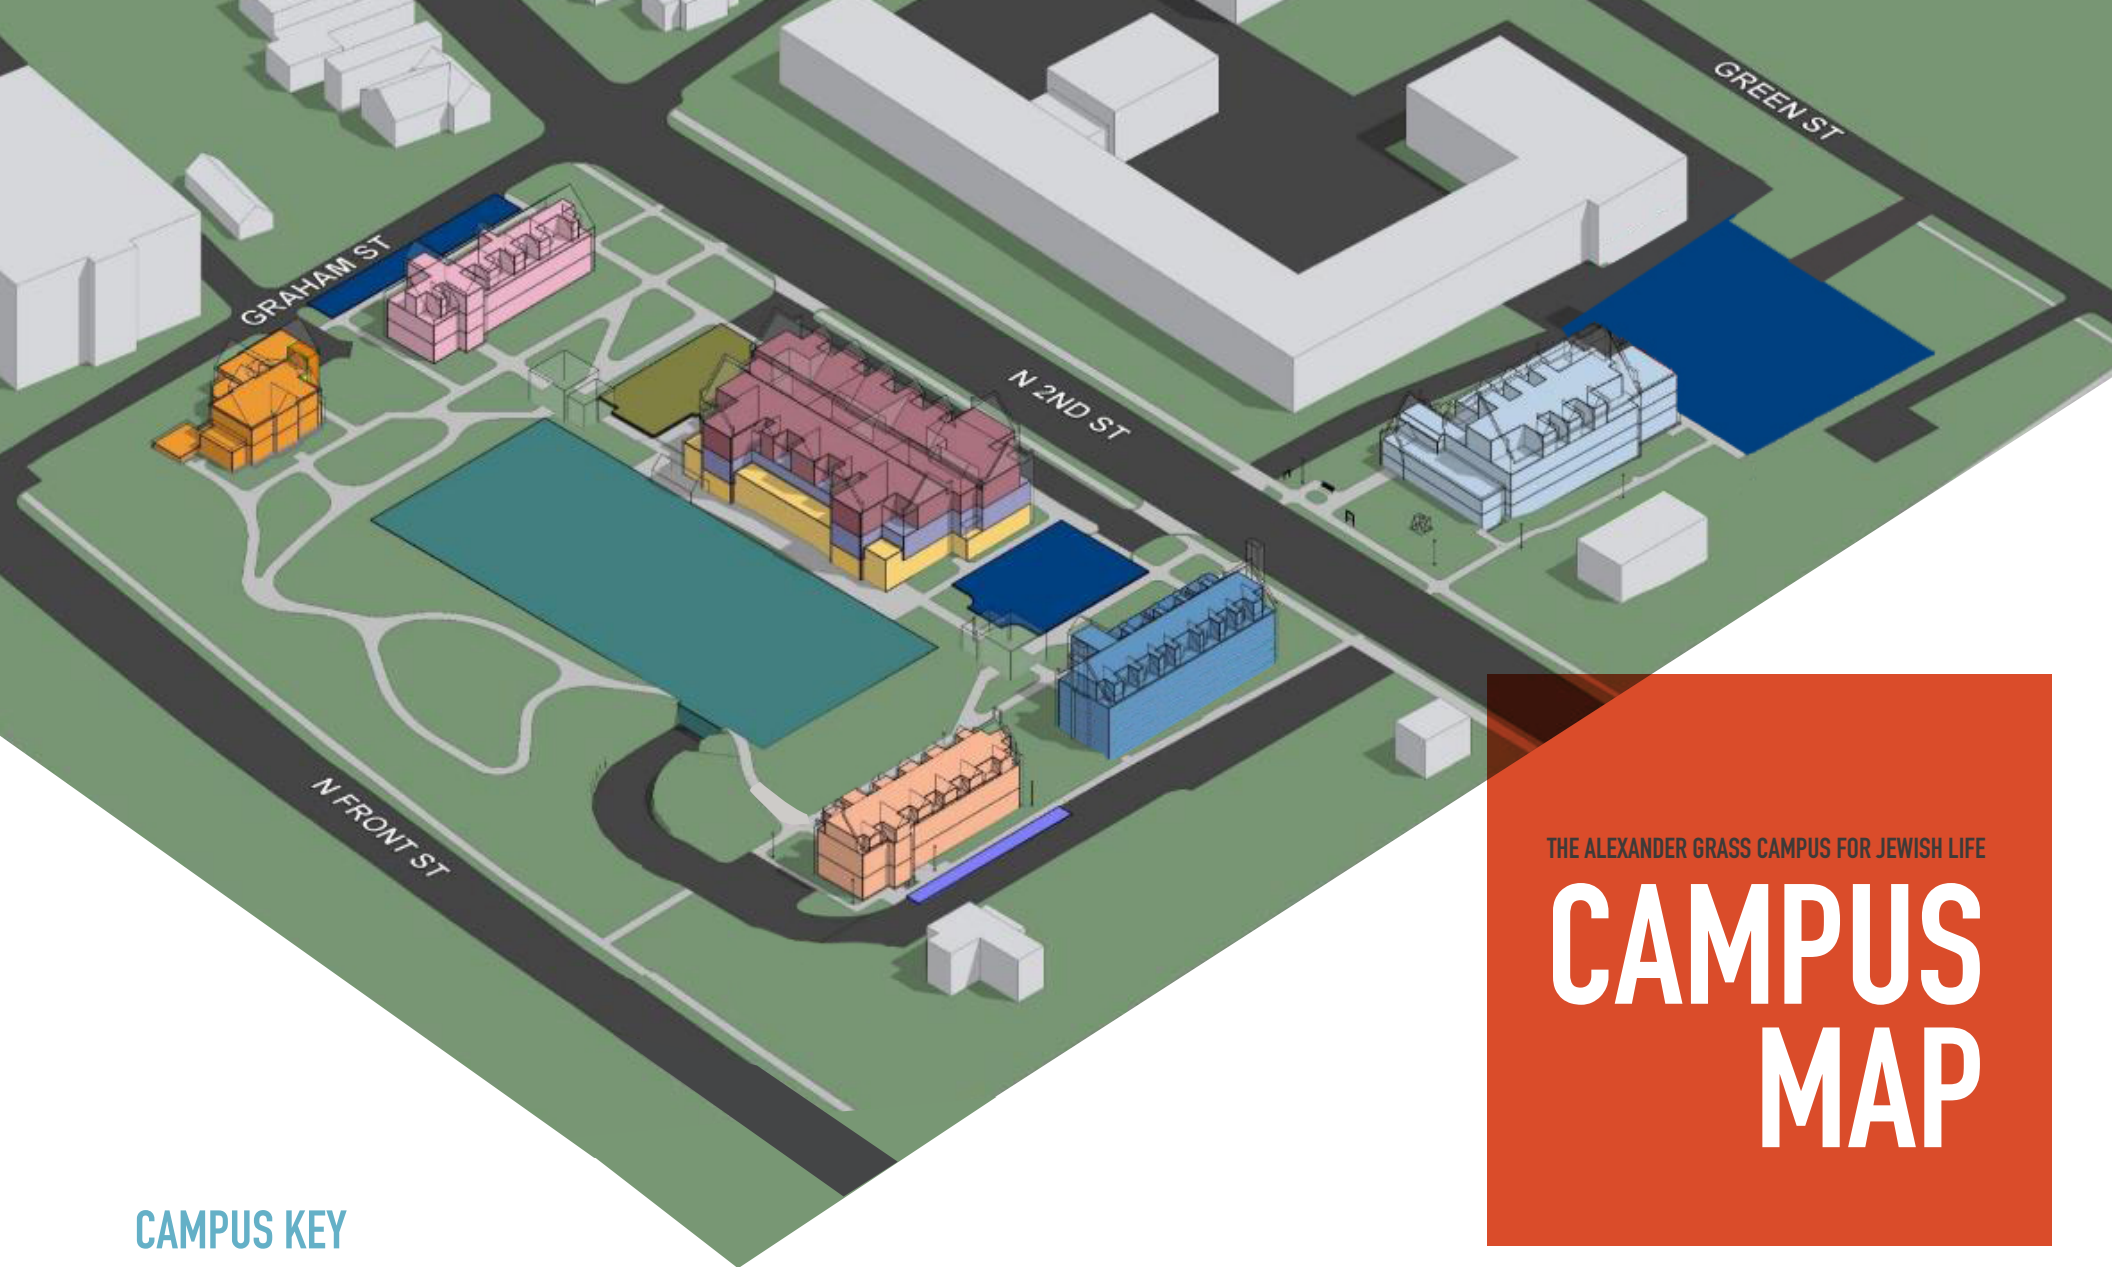 GREEN ST
GRAHAM ST
N 2ND ST
N FRONT ST
THE ALEXANDER GRASS CAMPUS FOR JEWISH LIFE
CAMPUS
MAP
CAMPUS KEY